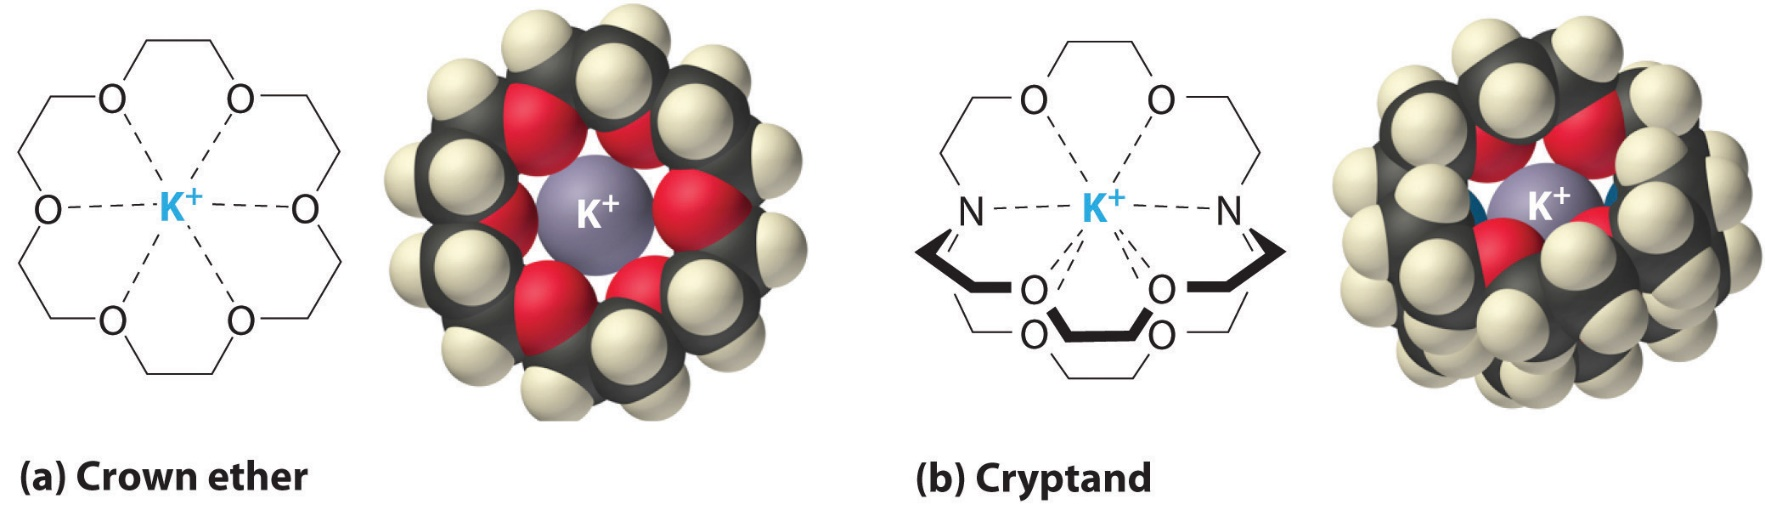 O O
O K⁺ O
O O
K⁺
(a) Crown ether
O O
N K⁺ N
O O
O O
K⁺
(b) Cryptand